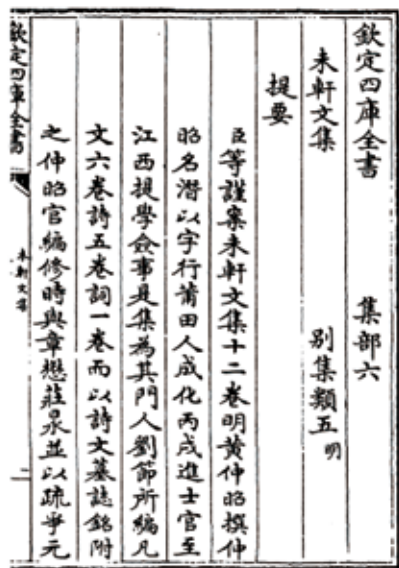 欽定四庫全書　集部六
未軒文集　別集類五 明
提要
臣等謹案未軒文集十二卷明黃仲昭撰仲
昭名潛以字行莆田人成化丙戌進士官至
江西提學僉事是集為其門人劉節所編凡
文六卷詩五卷詞一卷而以詩文墓誌銘附
之仲昭官編修時與章懋莊㫤並以疏爭元
欽定四庫全書
未軒文集